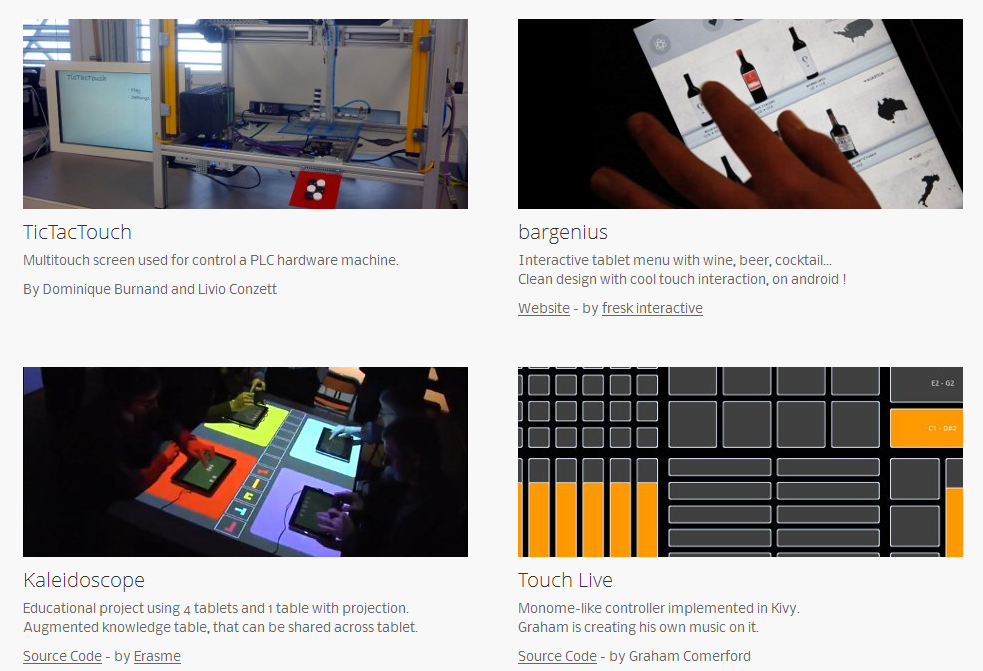 TicTacTouch
TicTacTouch
Multitouch screen used for control a PLC hardware machine.
By Dominique Burnand and Livio Conzett
bargenius
Interactive tablet menu with wine, beer, cocktail...
Clean design with cool touch interaction, on android !
Website - by fresk interactive
Kaleidoscope
Educational project using 4 tablets and 1 table with projection.
Augmented knowledge table, that can be shared across tablet.
Source Code - by Erasme
E2 - G2
C1 - D#2
Touch Live
Monome-like controller implemented in Kivy.
Graham is creating his own music on it.
Source Code - by Graham Comerford